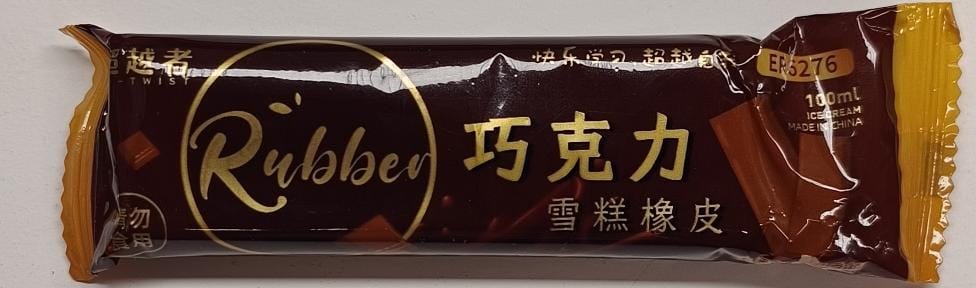 超越者
TWIST
Rubber
快乐学习 超越自我
ER6276
100ml
ICE CREAM
MADE IN CHINA
巧克力
雪糕橡皮
请勿
食用